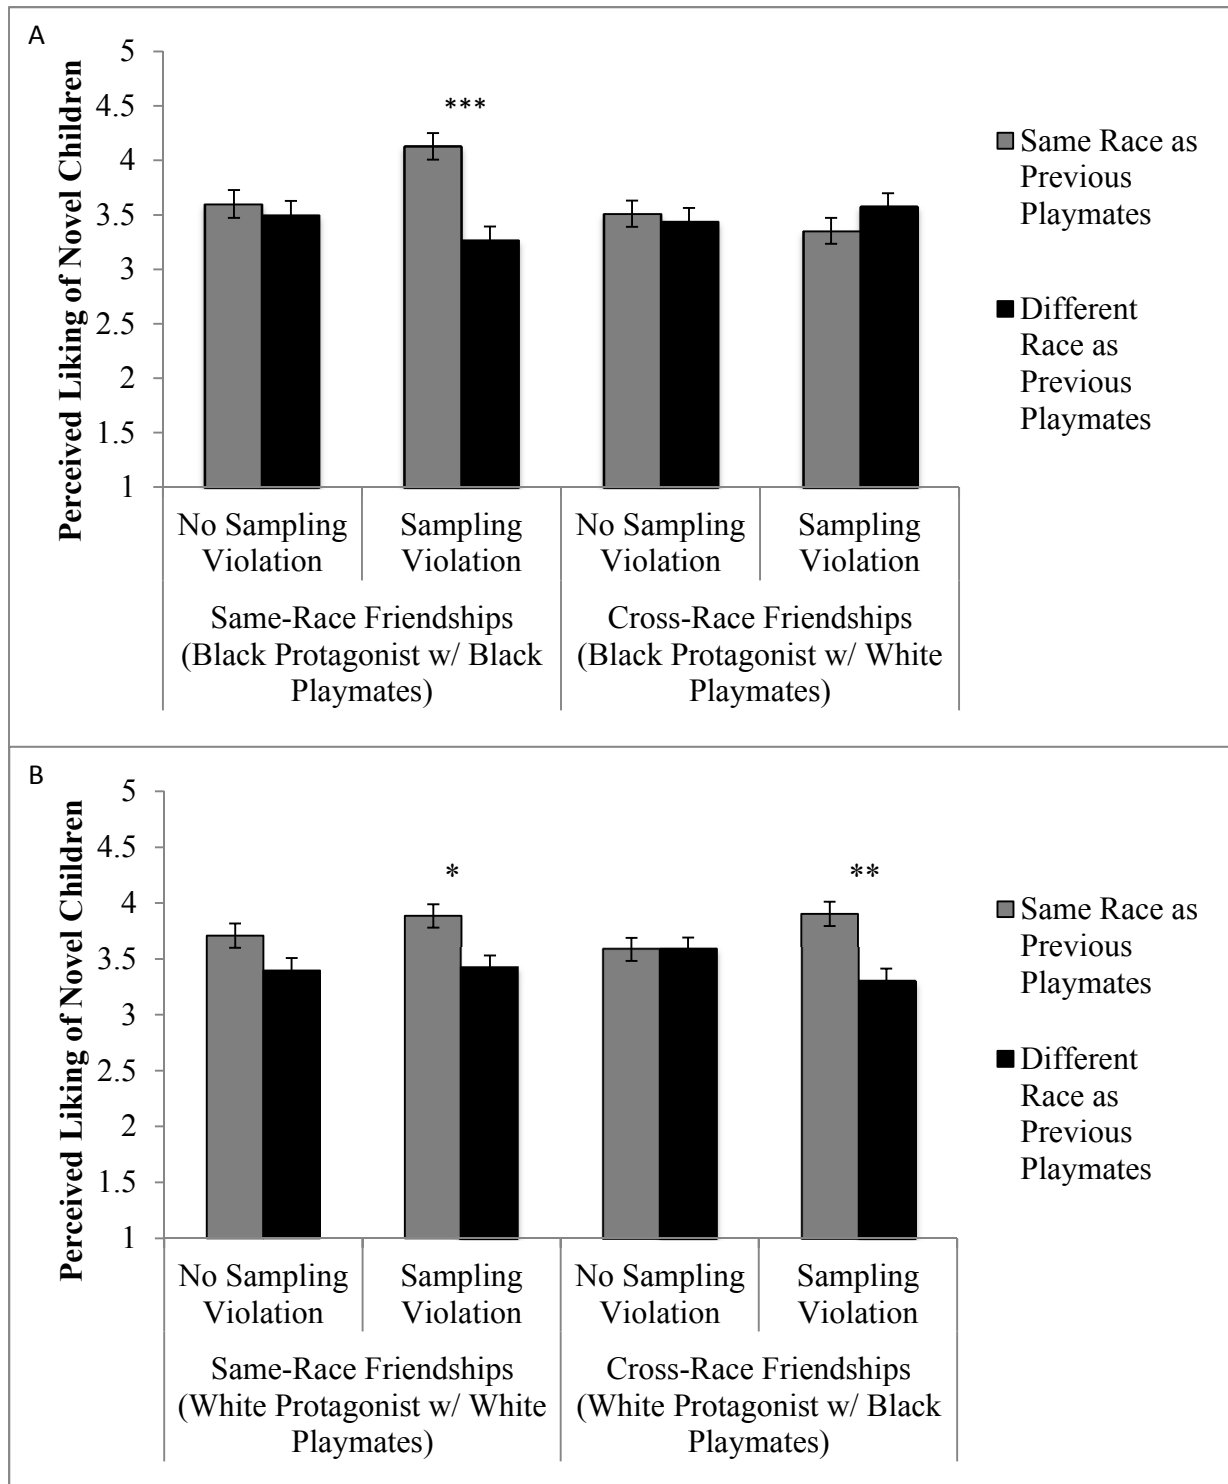 A
Perceived Liking of Novel Children
5
4.5
4
3.5
3
2.5
2
1.5
1
***
No Sampling
Violation
Sampling
Violation
No Sampling
Violation
Sampling
Violation
Same-Race Friendships
(Black Protagonist w/ Black
Playmates)
Cross-Race Friendships
(Black Protagonist w/ White
Playmates)
Same Race as
Previous
Playmates
Different
Race as
Previous
Playmates
B
Perceived Liking of Novel Children
5
4.5
4
3.5
3
2.5
2
1.5
1
*
**
No Sampling
Violation
Sampling
Violation
No Sampling
Violation
Sampling
Violation
Same-Race Friendships
(White Protagonist w/ White
Playmates)
Cross-Race Friendships
(White Protagonist w/ Black
Playmates)
Same Race as
Previous
Playmates
Different
Race as
Previous
Playmates